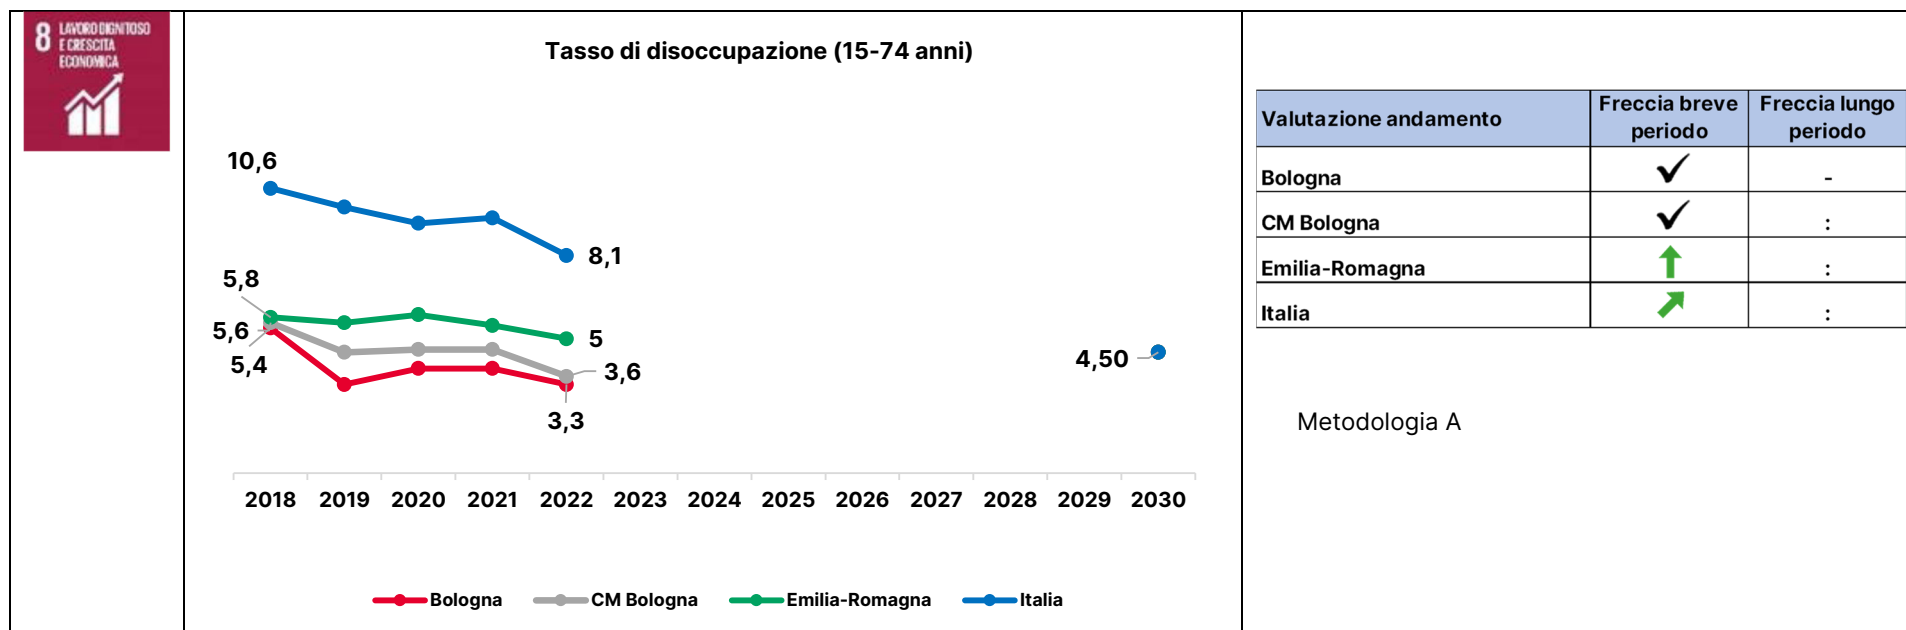 8 LAVORO DIGNITOSO
E CRESCITA
ECONOMICA
Tasso di disoccupazione (15-74 anni)
10,6
8,1
5,8
5,6
5,4
5
3,6
3,3
4,50
2018 2019 2020 2021 2022 2023 2024 2025 2026 2027 2028 2029 2030
Bologna CM Bologna Emilia-Romagna Italia
Valutazione andamento Freccia breve periodo Freccia lungo periodo
Bologna ✓ -
CM Bologna ✓ :
Emilia-Romagna :
Italia :
Metodologia A